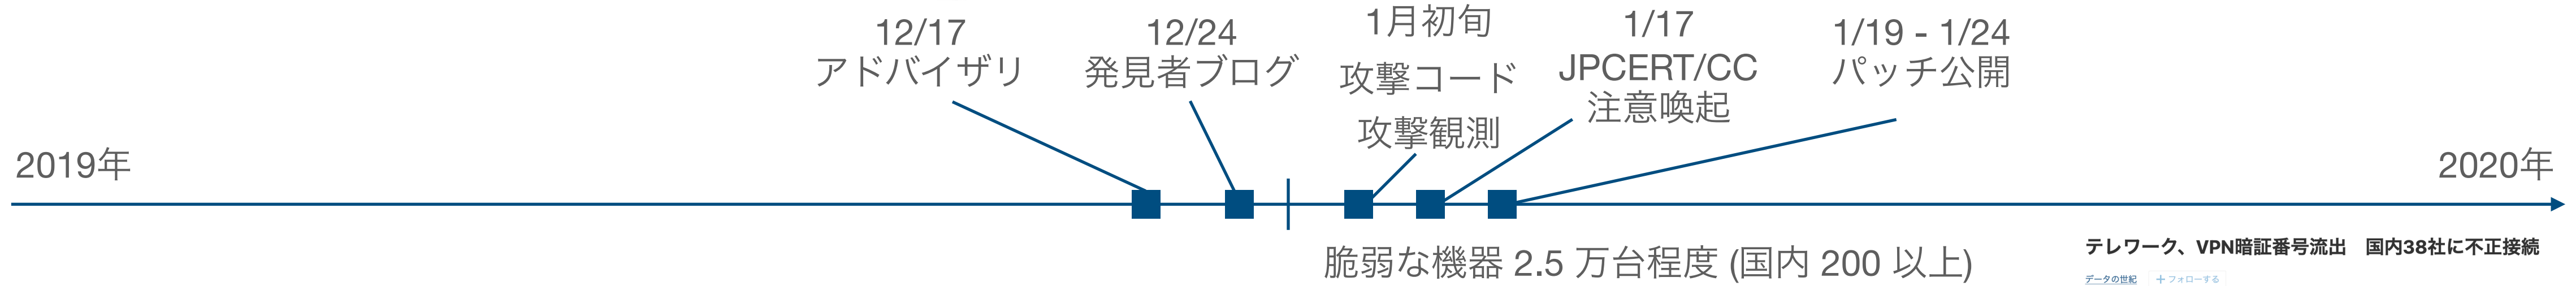 12/17
アドバイザリ
12/24
発見者ブログ
1月初旬
攻撃コード
攻撃観測
1/17
JPCERT/CC
注意喚起
1/19 - 1/24
パッチ公開
2019年
2020年
脆弱な機器 2.5 万台程度 (国内 200 以上)
テレワーク、VPN暗証番号流出　国内38社に不正接続
データの世紀
＋フォローする